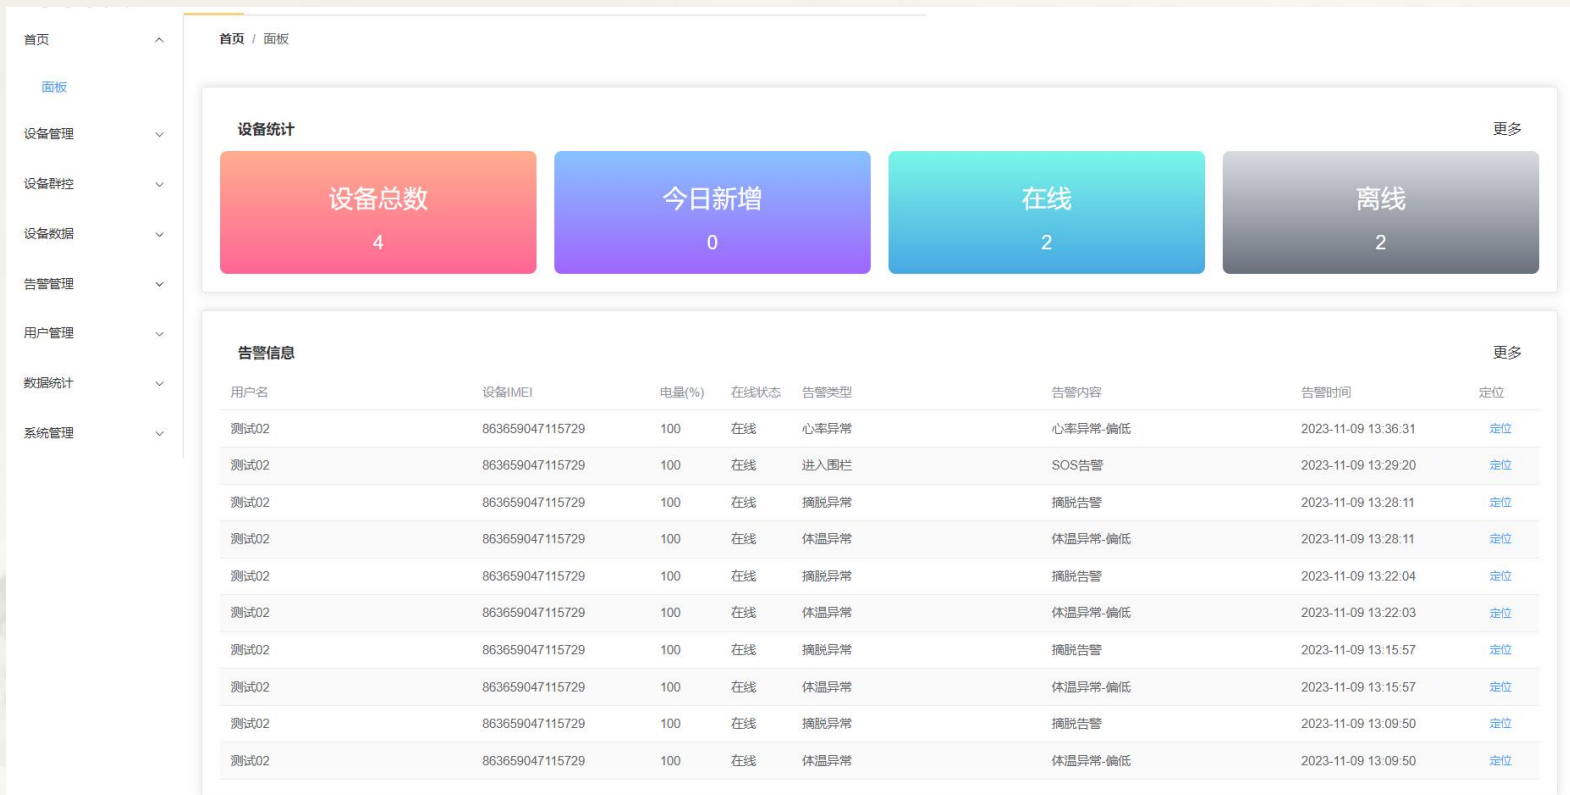 首页
面板
设备管理
设备群控
设备数据
告警管理
用户管理
数据统计
系统管理
首页 / 面板
设备统计 更多
设备总数 今日新增 在线 离线
4 0 2 2
告警信息 更多
用户名 设备IMEI 电量(%) 在线状态 告警类型 告警内容 告警时间 定位
测试02 863659047115729 100 在线 心率异常 心率异常-偏低 2023-11-09 13:36:31 定位
测试02 863659047115729 100 在线 进入围栏 SOS告警 2023-11-09 13:29:20 定位
测试02 863659047115729 100 在线 摘脱异常 摘脱告警 2023-11-09 13:28:11 定位
测试02 863659047115729 100 在线 体温异常 体温异常-偏低 2023-11-09 13:28:11 定位
测试02 863659047115729 100 在线 摘脱异常 摘脱告警 2023-11-09 13:22:04 定位
测试02 863659047115729 100 在线 体温异常 体温异常-偏低 2023-11-09 13:22:03 定位
测试02 863659047115729 100 在线 摘脱异常 摘脱告警 2023-11-09 13:15:57 定位
测试02 863659047115729 100 在线 体温异常 体温异常-偏低 2023-11-09 13:15:57 定位
测试02 863659047115729 100 在线 摘脱异常 摘脱告警 2023-11-09 13:09:50 定位
测试02 863659047115729 100 在线 体温异常 体温异常-偏低 2023-11-09 13:09:50 定位